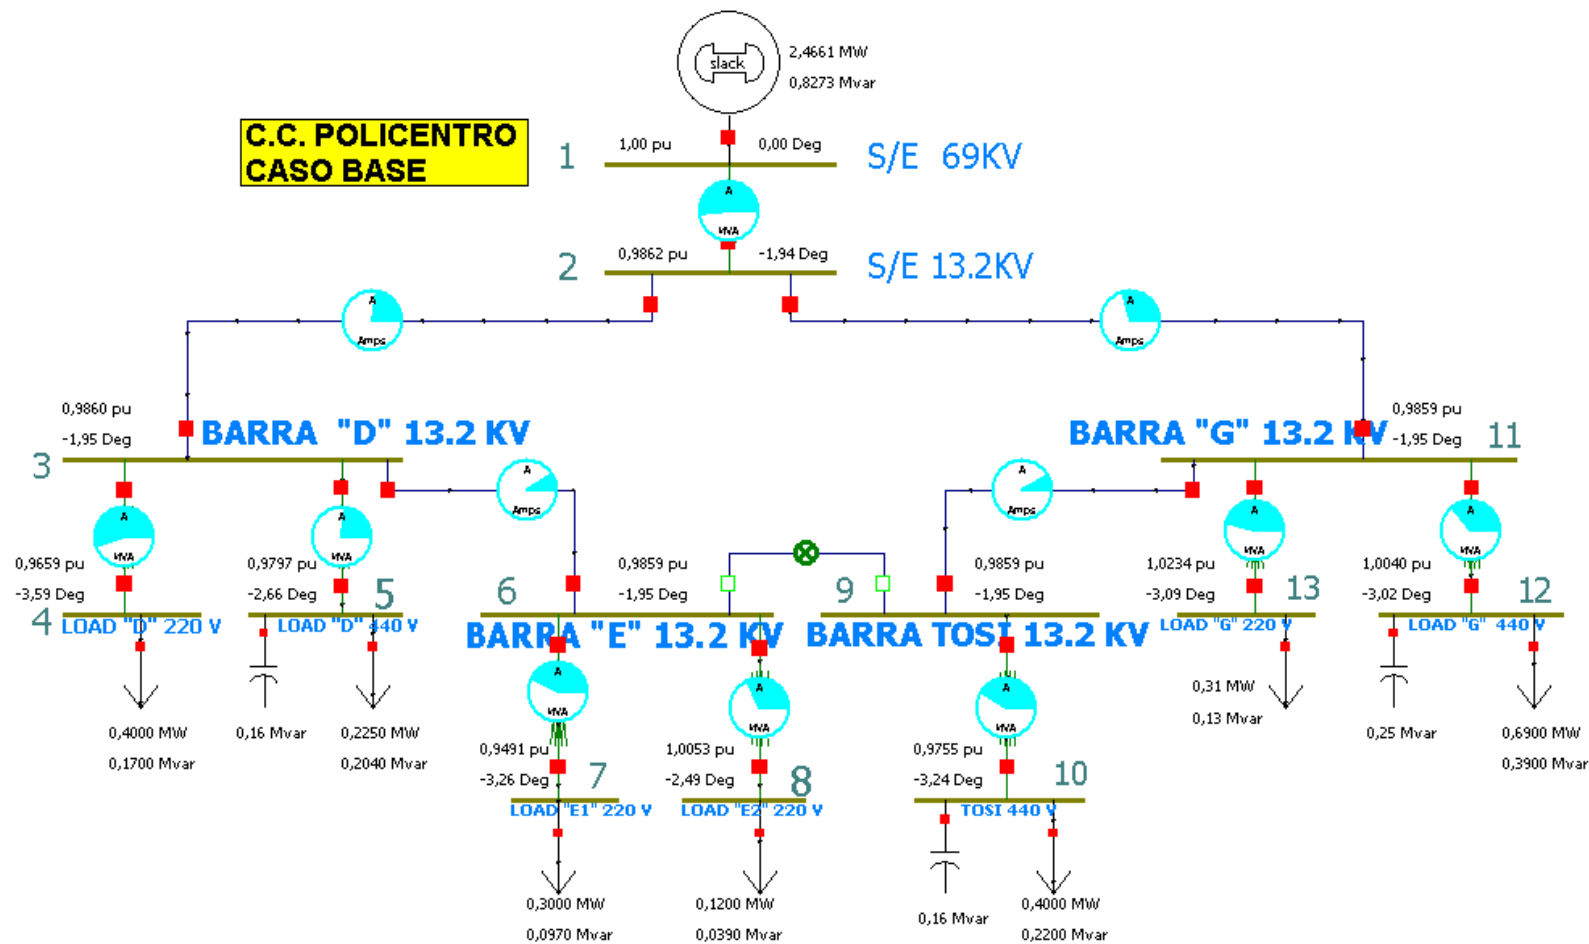 slack
2,4661 MW
0,8273 Mvar
C.C. POLICENTRO
CASO BASE
1
1,00 pu
0,00 Deg
S/E 69KV
A
MVA
2
0,9862 pu
-1,94 Deg
S/E 13.2KV
A
Amps
A
Amps
0,9860 pu
-1,95 Deg
BARRA "D" 13.2 KV
3
BARRA "G" 13.2 KV
0,9859 pu
-1,95 Deg
11
A
MVA
A
MVA
A
Amps
A
Amps
A
MVA
A
MVA
0,9659 pu
-3,59 Deg
4
LOAD "D" 220 V
0,9797 pu
-2,66 Deg
5
LOAD "D" 440 V
6
0,9859 pu
-1,95 Deg
BARRA "E" 13.2 KV
9
0,9859 pu
-1,95 Deg
BARRA TOSI 13.2 KV
1,0234 pu
-3,09 Deg
13
LOAD "G" 220 V
1,0040 pu
-3,02 Deg
12
LOAD "G" 440 V
0,4000 MW
0,1700 Mvar
0,16 Mvar
0,2250 MW
0,2040 Mvar
A
MVA
A
MVA
A
MVA
0,31 MW
0,13 Mvar
0,25 Mvar
0,6900 MW
0,3900 Mvar
0,9491 pu
-3,26 Deg
7
LOAD "E1" 220 V
1,0053 pu
-2,49 Deg
8
LOAD "E2" 220 V
0,9755 pu
-3,24 Deg
10
TOSI 440 V
0,3000 MW
0,0970 Mvar
0,1200 MW
0,0390 Mvar
0,16 Mvar
0,4000 MW
0,2200 Mvar